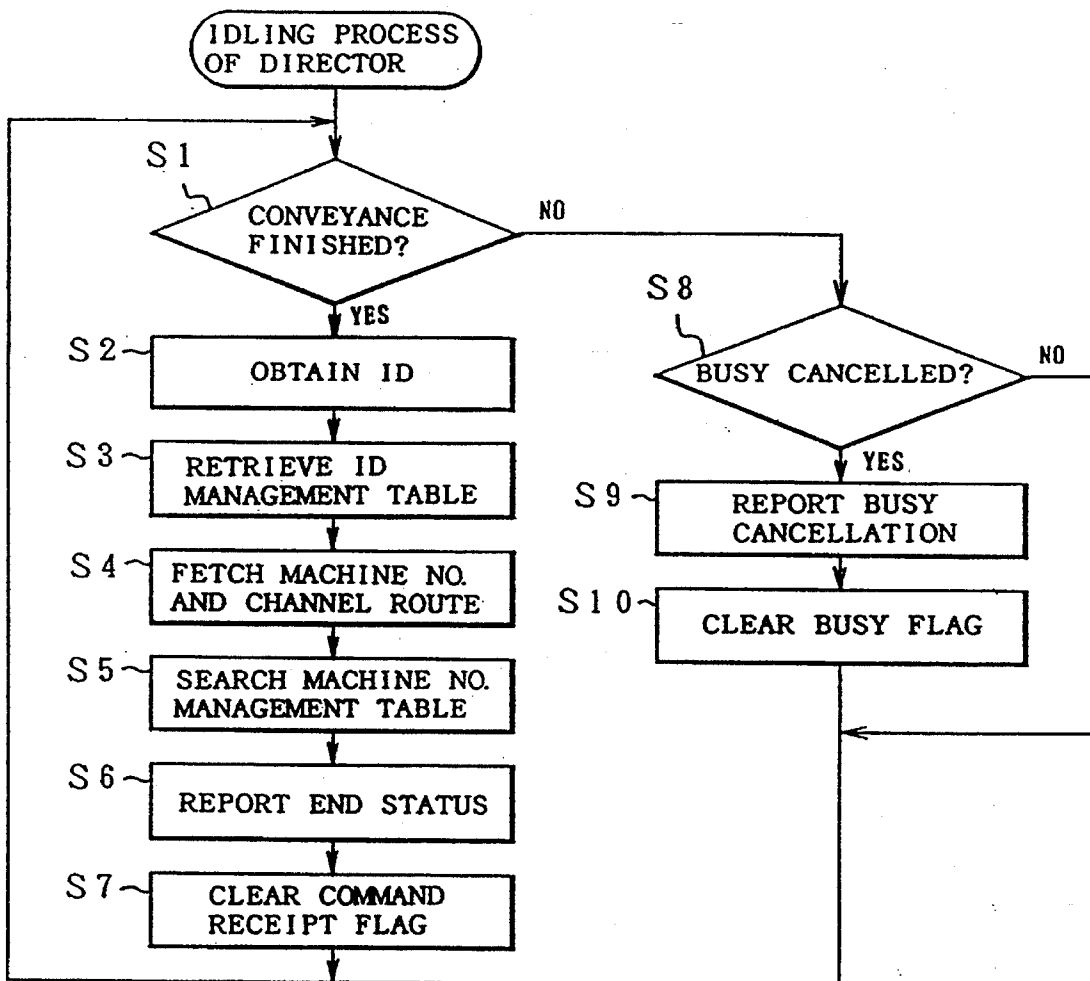 IDLING PROCESS
OF DIRECTOR
S1
CONVEYANCE
FINISHED?
NO
YES
S2
OBTAIN ID
S3
RETRIEVE ID
MANAGEMENT TABLE
S4
FETCH MACHINE NO.
AND CHANNEL ROUTE
S5
SEARCH MACHINE NO.
MANAGEMENT TABLE
S6
REPORT END STATUS
S7
CLEAR COMMAND
RECEIPT FLAG
S8
BUSY CANCELLED?
NO
YES
S9
REPORT BUSY
CANCELLATION
S10
CLEAR BUSY FLAG